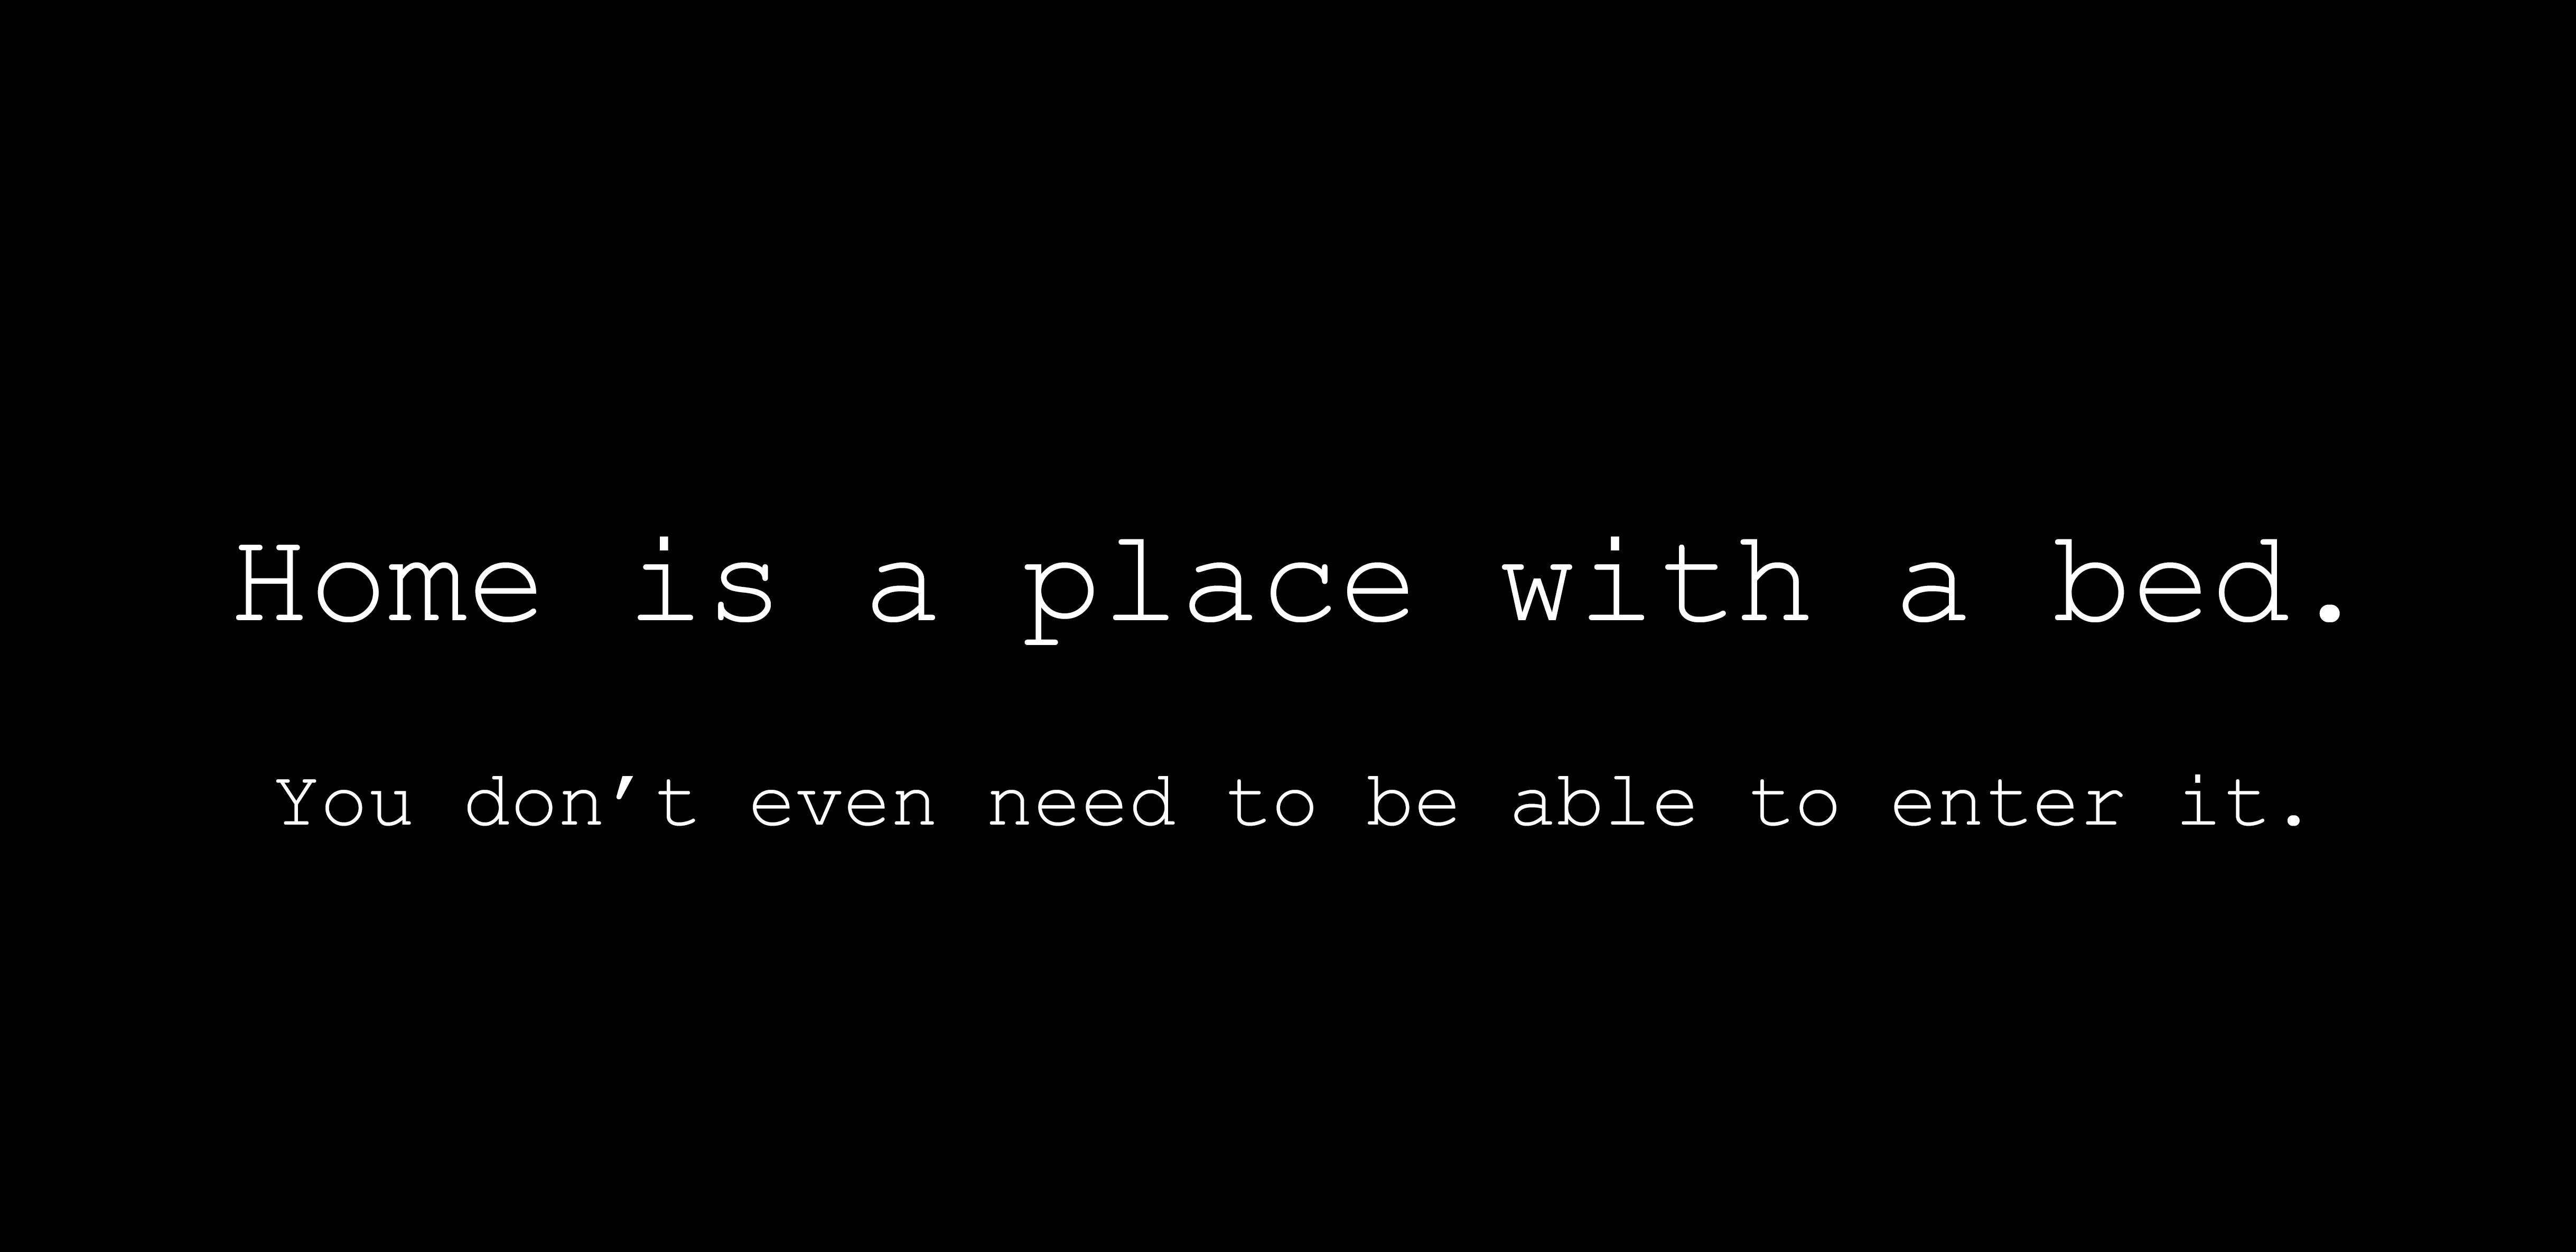 Home is a place with a bed.
You don’t even need to be able to enter it.